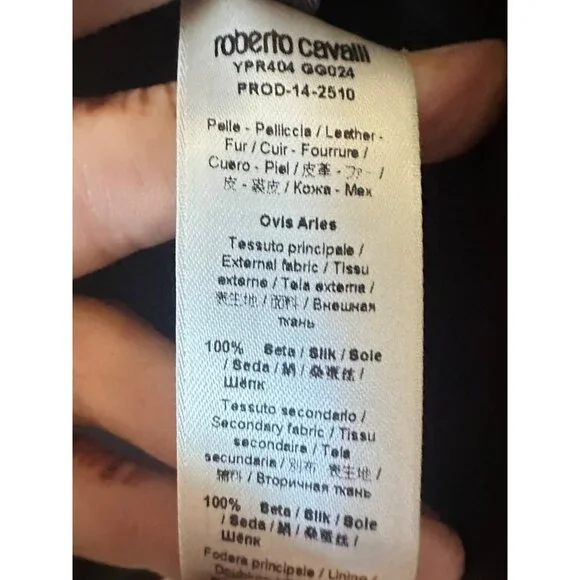 roberto cavalli
YPR404 GG024
PROD-14-2510
Pelle - Pelliccia / Leather -
Fur / Cuir - Fourrure /
Cuero - Piel / 皮革 - ファー /
皮 - 裘皮 / Кожа - Мех
Ovis Aries
Tessuto principale /
External fabric / Tissu
externe / Tela externa /
表生地 / 面料 / Внешная
ткань
100% Seta / Silk / Soie
/ Seda / 絹 / 桑蚕丝 /
Шёлк
Tessuto secondario /
Secondary fabric / Tissu
secondaire / Tela
secundaria / 別布 表生地 /
辅料 / Вторичная ткань
100% Seta / Silk / Soie
/ Seda / 絹 / 桑蚕丝 /
Шёлк
Fodera principale / Lining /